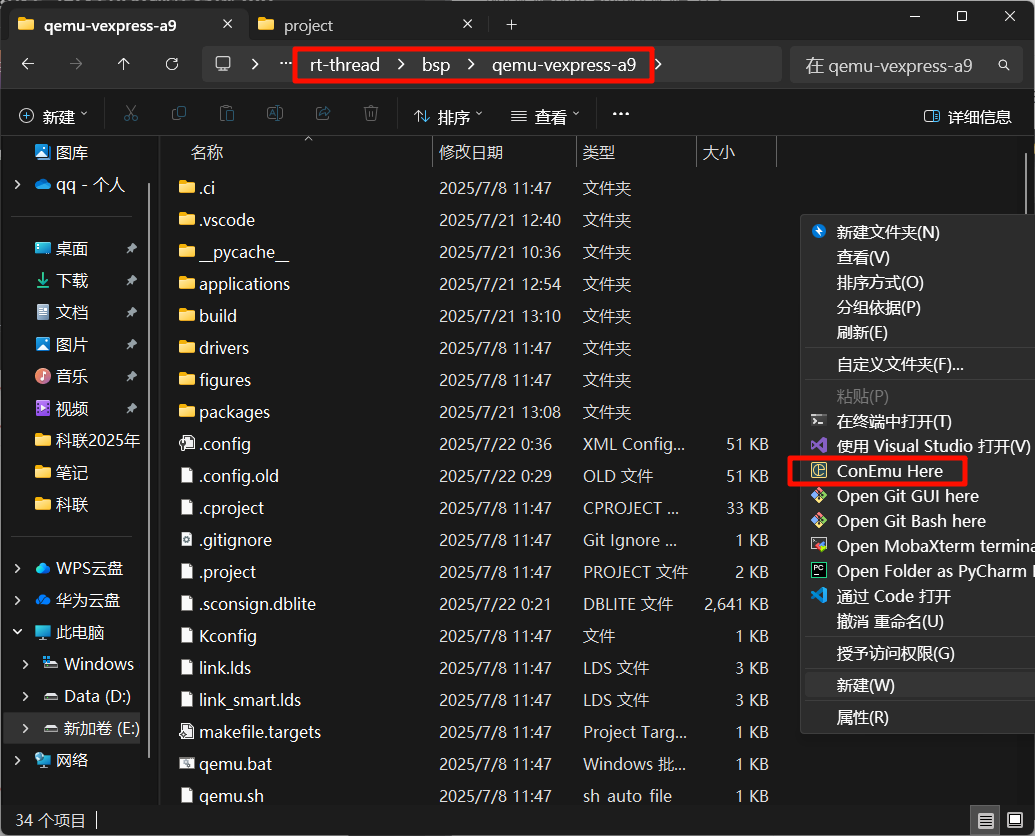 qemu-vexpress-a9
project
rt-thread > bsp > qemu-vexpress-a9
在 qemu-vexpress-a9
新建
排序
查看
详细信息
图库
qq - 个人
桌面
下载
文档
图片
音乐
视频
科联2025年
笔记
科联
WPS云盘
华为云盘
此电脑
Windows
Data (D:)
新加卷 (E:)
网络
名称 修改日期 类型 大小
.ci 2025/7/8 11:47 文件夹
.vscode 2025/7/21 12:40 文件夹
__pycache__ 2025/7/21 10:36 文件夹
applications 2025/7/21 12:54 文件夹
build 2025/7/21 13:10 文件夹
drivers 2025/7/8 11:47 文件夹
figures 2025/7/8 11:47 文件夹
packages 2025/7/21 13:08 文件夹
.config 2025/7/22 0:36 XML Config... 51 KB
.config.old 2025/7/22 0:29 OLD 文件 51 KB
.cproject 2025/7/8 11:47 CPROJECT ... 33 KB
.gitignore 2025/7/8 11:47 Git Ignore ... 1 KB
.project 2025/7/8 11:47 PROJECT 文件 2 KB
.sconsign.dblite 2025/7/22 0:21 DBLITE 文件 2,641 KB
Kconfig 2025/7/8 11:47 文件 1 KB
link.lds 2025/7/8 11:47 LDS 文件 3 KB
link_smart.lds 2025/7/8 11:47 LDS 文件 3 KB
makefile.targets 2025/7/8 11:47 Project Targ... 1 KB
qemu.bat 2025/7/8 11:47 Windows 批... 1 KB
qemu.sh 2025/7/8 11:47 sh_auto_file 1 KB
新建文件夹(N)
查看(V)
排序方式(O)
分组依据(P)
刷新(E)
自定义文件夹(F)...
粘贴(P)
在终端中打开(T)
使用 Visual Studio 打开(V)
ConEmu Here
Open Git GUI here
Open Git Bash here
Open MobaXterm termina
Open Folder as PyCharm
通过 Code 打开
撤消 重命名(U)
授予访问权限(G)
新建(W)
属性(R)
34 个项目